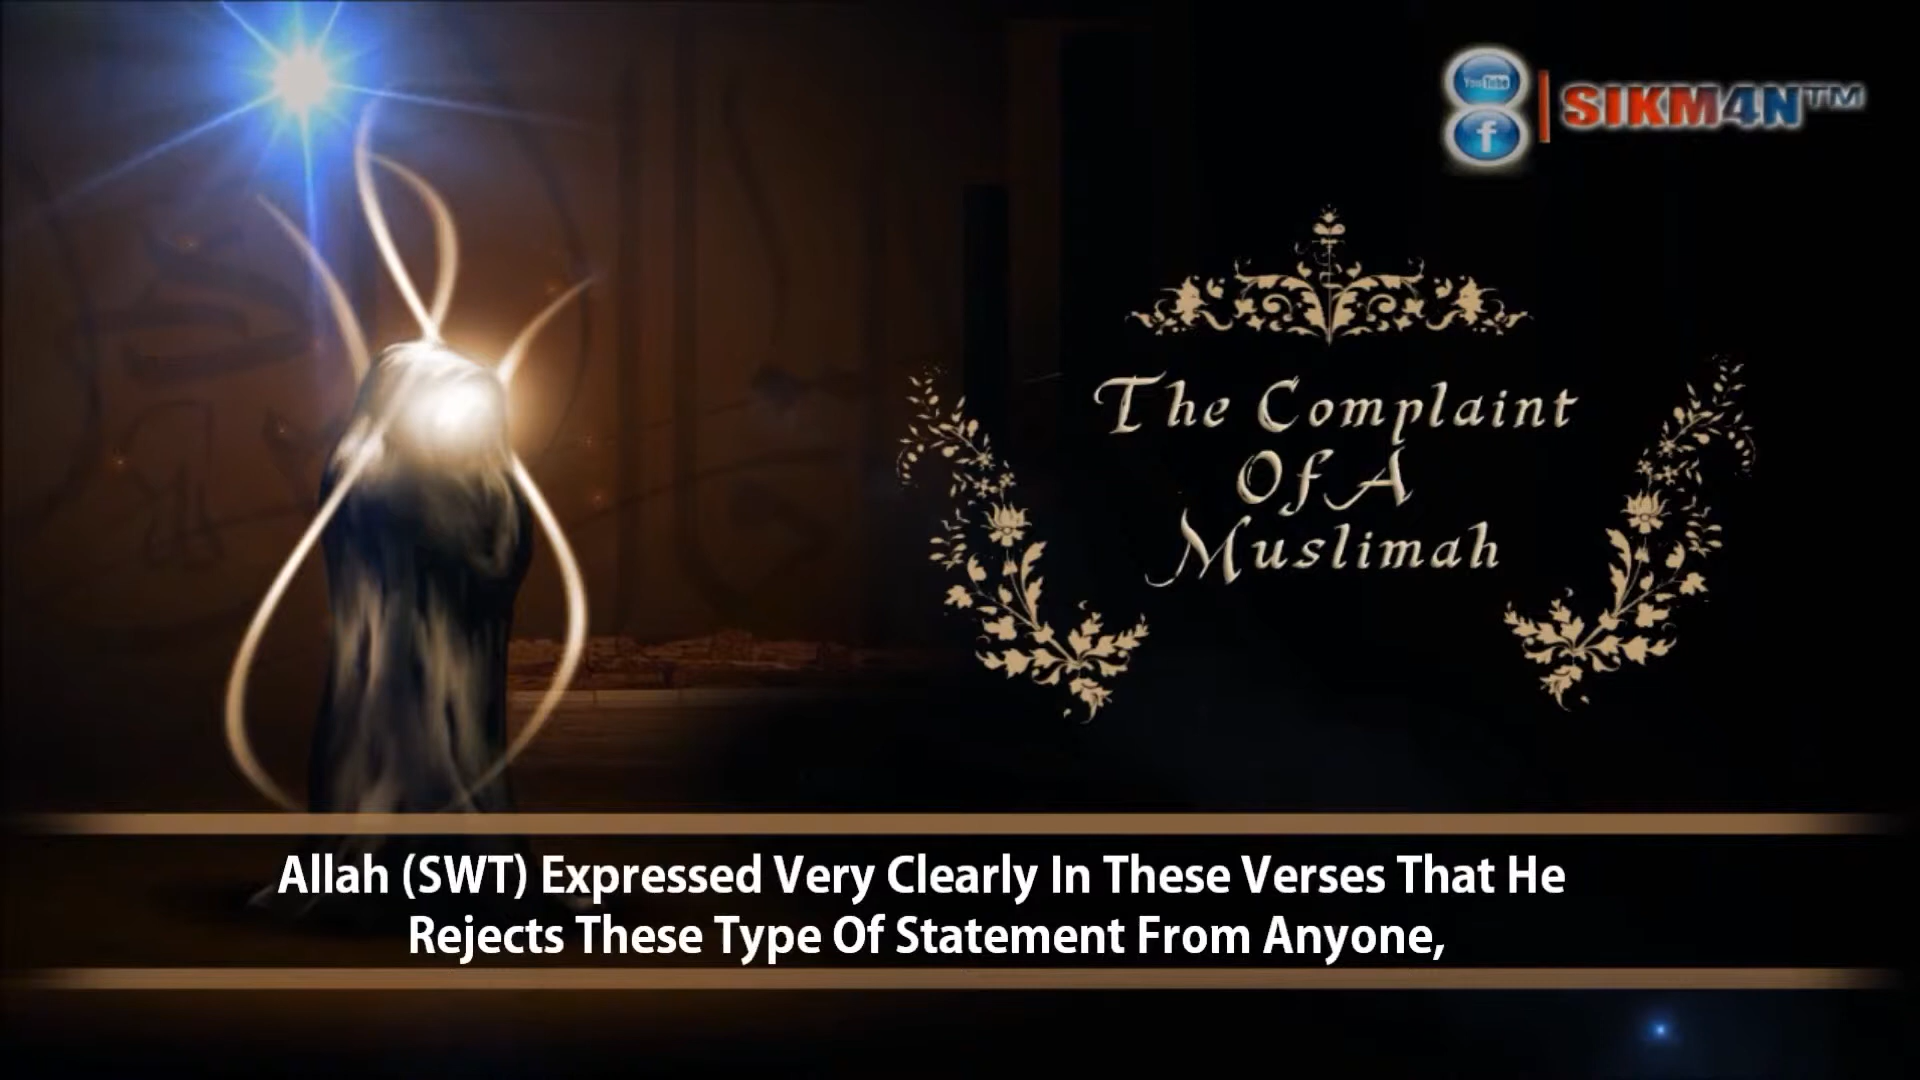 YouTube
f
SIKM4N™
The Complaint
Of A
Muslimah
Allah (SWT) Expressed Very Clearly In These Verses That He
Rejects These Type Of Statement From Anyone,